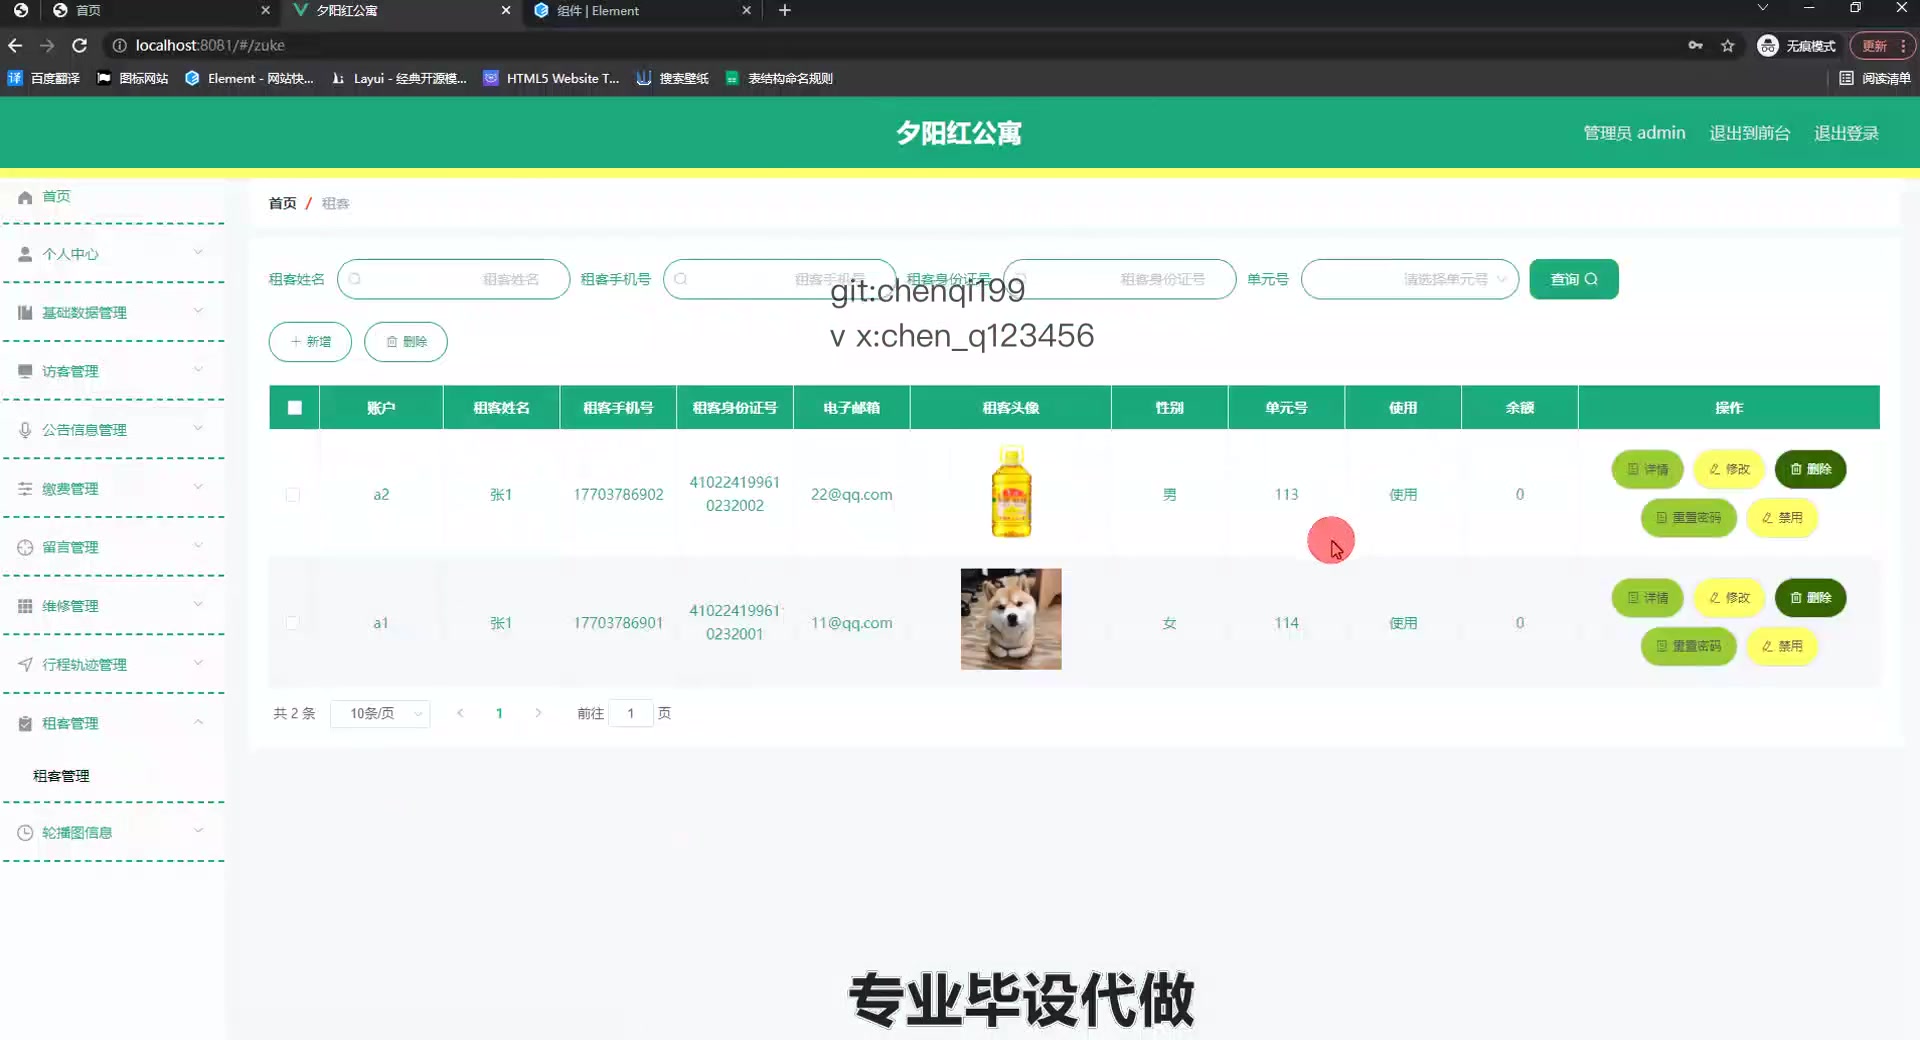 首页
夕阳红公寓
组件 | Element
localhost:8081/#/zuke
无痕模式
更新
百度翻译
图标网站
Element - 网站快...
Layui - 经典开源模...
HTML5 Website T...
搜索壁纸
表结构命名规则
阅读清单
夕阳红公寓
管理员 admin
退出到前台
退出登录
首页
个人中心
基础数据管理
访客管理
公告信息管理
缴费管理
留言管理
维修管理
行程轨迹管理
租客管理
租客管理
轮播图信息
首页 / 租客
租客姓名 租客姓名 租客手机号 租客手机号 租客身份证号 租客身份证号 单元号 请选择单元号 查询
git:chenqi199
v x:chen_q123456
新增 删除
账户 租客姓名 租客手机号 租客身份证号 电子邮箱 租客头像 性别 单元号 使用 余额 操作
a2 张1 17703786902 41022419961 22@qq.com 男 113 使用 0 详情 修改 删除
0232002 重置密码 禁用
a1 张1 17703786901 41022419961 11@qq.com 女 114 使用 0 详情 修改 删除
0232001 重置密码 禁用
共 2 条 10条/页 1 前往 1 页
专业毕设代做